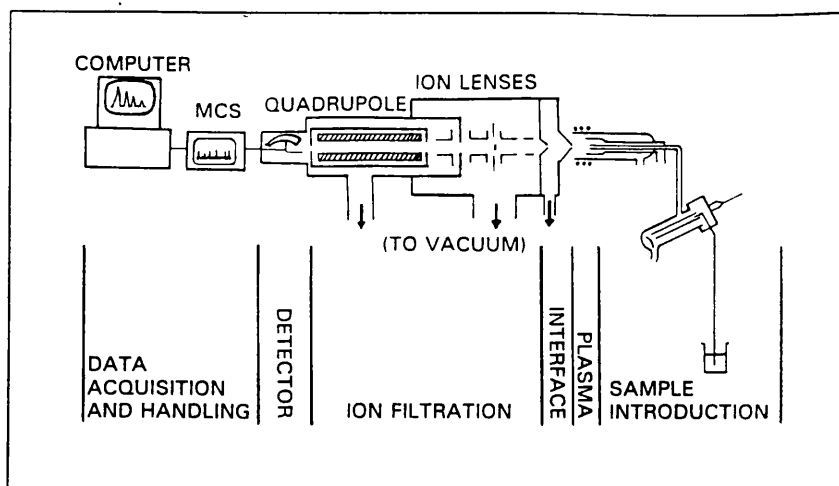 COMPUTER
MCS
QUADRUPOLE
ION LENSES
(TO VACUUM)
DATA
ACQUISITION
AND HANDLING
DETECTOR
ION FILTRATION
INTERFACE
PLASMA
SAMPLE
INTRODUCTION